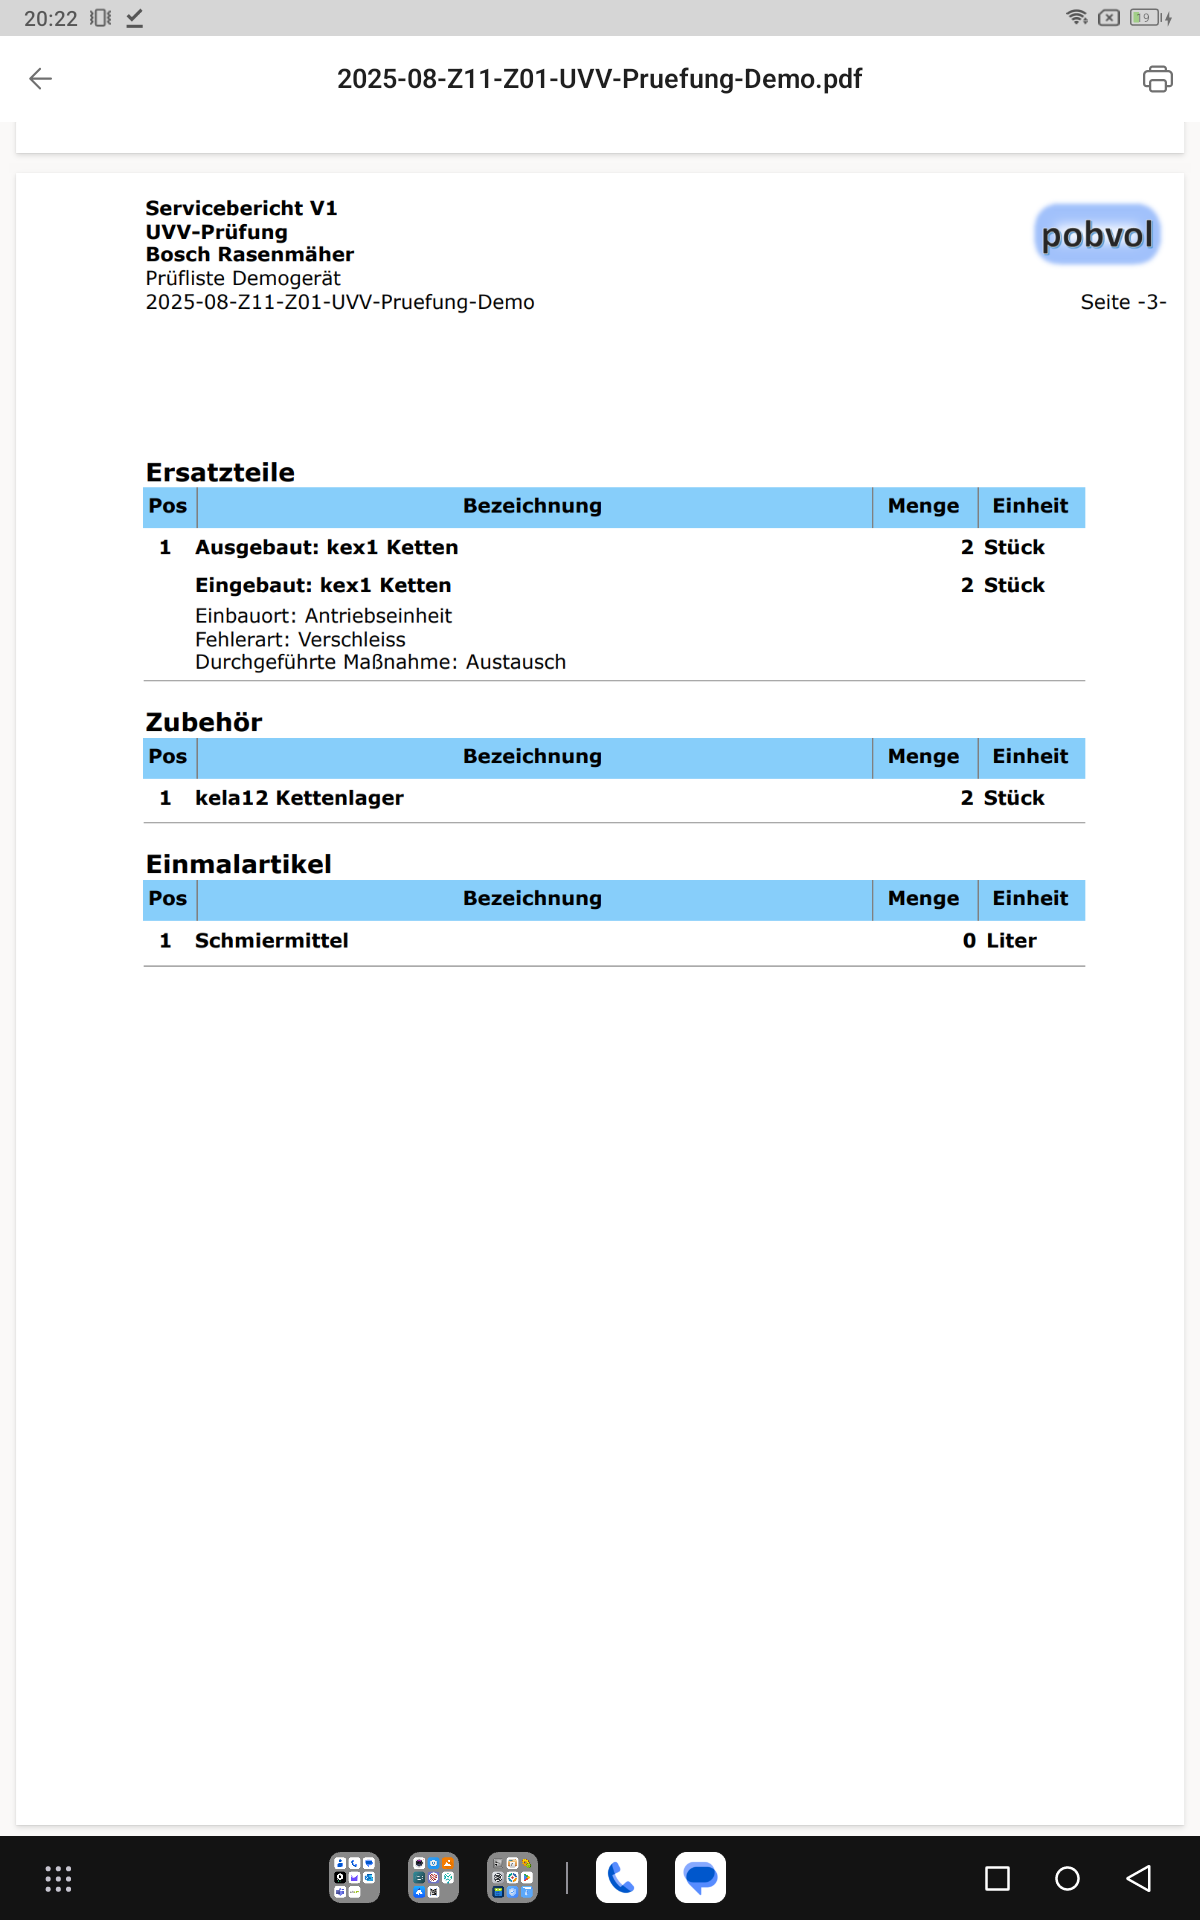 20:22
19
2025-08-Z11-Z01-UVV-Pruefung-Demo.pdf
Servicebericht V1
UVV-Prüfung
Bosch Rasenmäher
Prüfliste Demogerät
2025-08-Z11-Z01-UVV-Pruefung-Demo
pobvol
Seite -3-
Ersatzteile
Pos Bezeichnung Menge Einheit
1 Ausgebaut: kex1 Ketten 2 Stück
Eingebaut: kex1 Ketten 2 Stück
Einbauort: Antriebseinheit
Fehlerart: Verschleiss
Durchgeführte Maßnahme: Austausch
Zubehör
Pos Bezeichnung Menge Einheit
1 kela12 Kettenlager 2 Stück
Einmalartikel
Pos Bezeichnung Menge Einheit
1 Schmiermittel 0 Liter